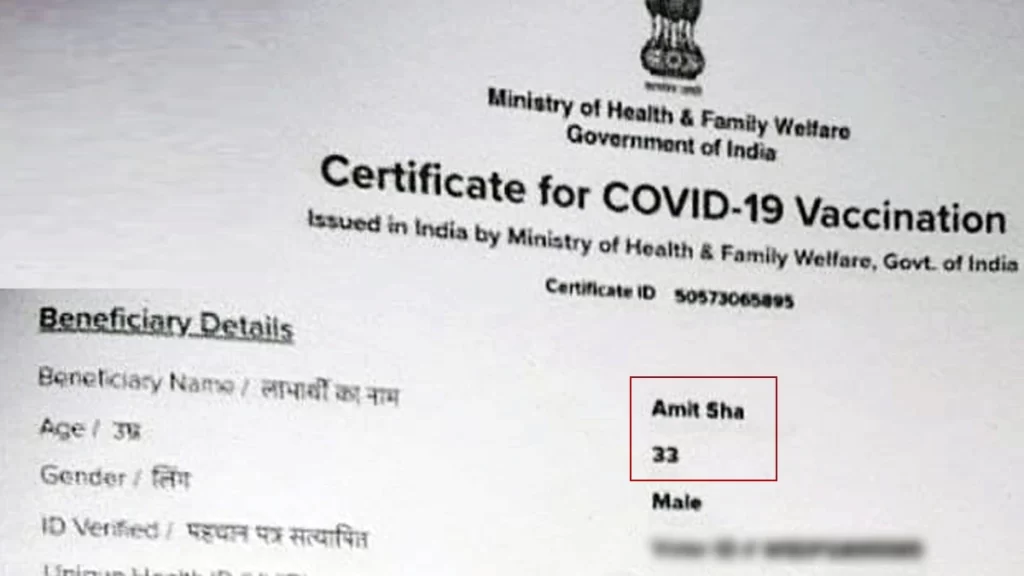 Ministry of Health & Family Welfare
Government of India
Certificate for COVID-19 Vaccination
Issued in India by Ministry of Health & Family Welfare, Govt. of India
Certificate ID 50573065895
Beneficiary Details
Beneficiary Name / लाभार्थी का नाम Amit Sha
Age / उम्र 33
Gender / लिंग Male
ID Verified / पहचान पत्र सत्यापित